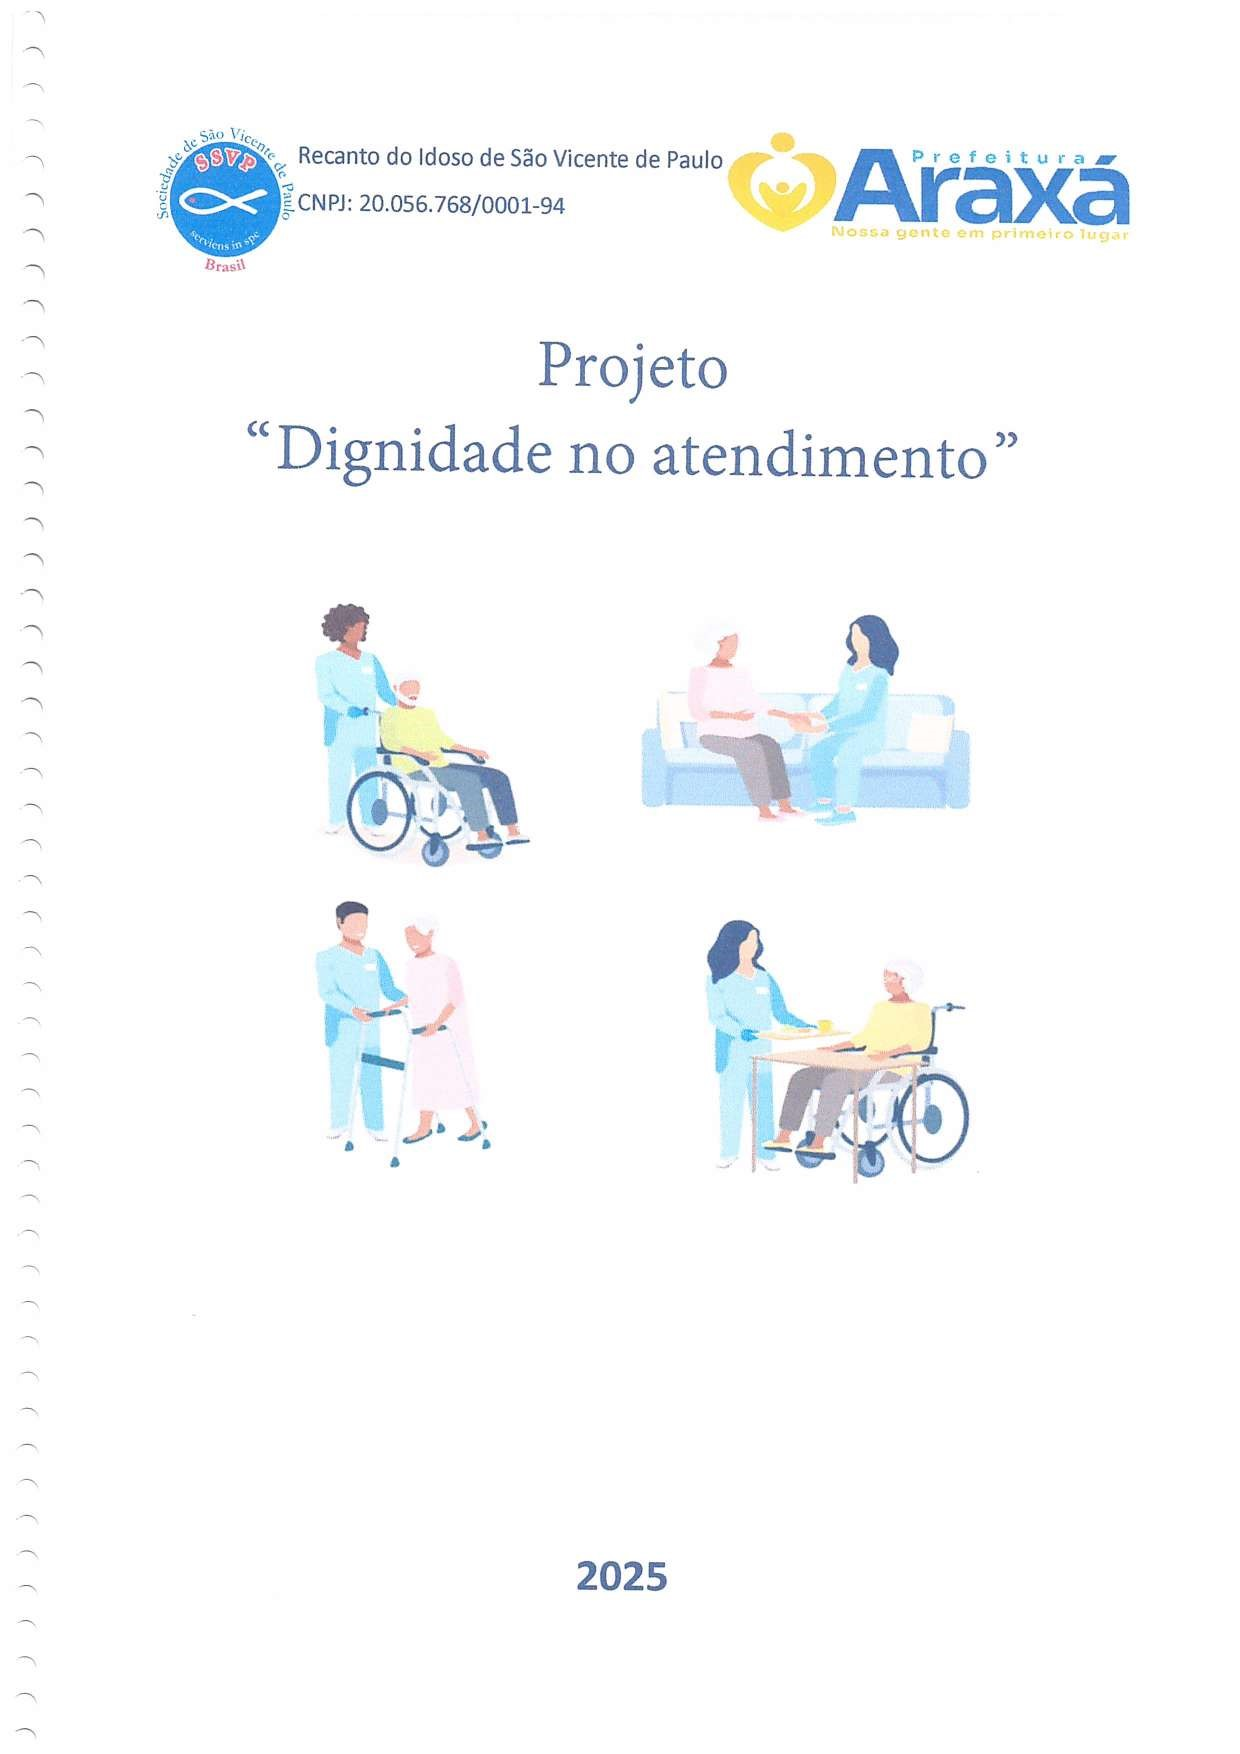 Sociedade de São Vicente de Paulo
SSVP
serviens in spe
Brasil
Recanto do Idoso de São Vicente de Paulo
CNPJ: 20.056.768/0001-94
Prefeitura
Araxá
Nossa gente em primeiro lugar
Projeto
“Dignidade no atendimento”
2025